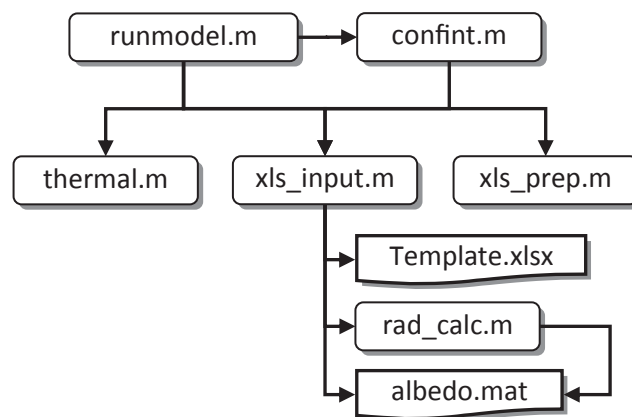 runmodel.m
confint.m
thermal.m
xls_input.m
xls_prep.m
Template.xlsx
rad_calc.m
albedo.mat